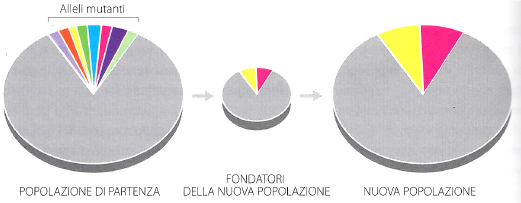 Alleli mutanti
POPOLAZIONE DI PARTENZA
FONDATORI
DELLA NUOVA POPOLAZIONE
NUOVA POPOLAZIONE